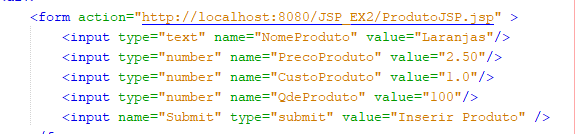 <form action="http://localhost:8080/JSP_EX2/ProdutoJSP.jsp" >
<input type="text" name="NomeProduto" value="Laranjas"/>
<input type="number" name="PrecoProduto" value="2.50"/>
<input type="number" name="CustoProduto" value="1.0"/>
<input type="number" name="QdeProduto" value="100"/>
<input name="Submit" type="submit" value="Inserir Produto" />